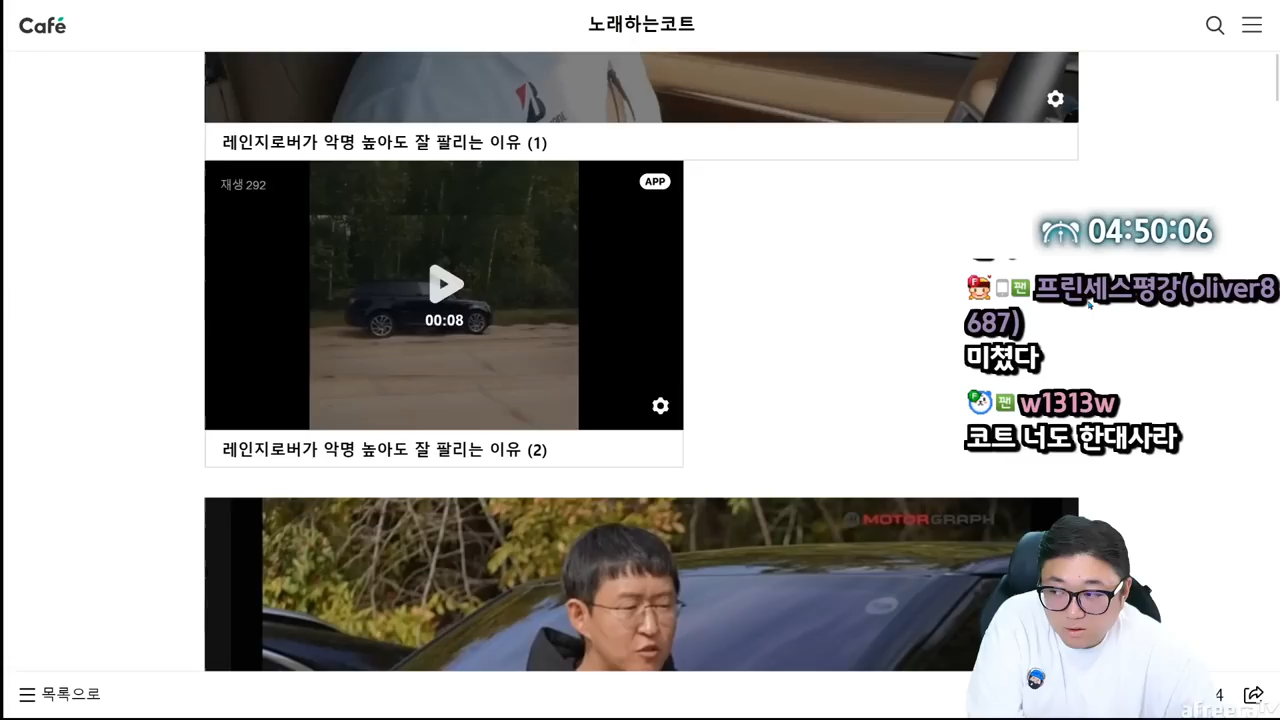 Café
노래하는코트
레인지로버가 악명 높아도 잘 팔리는 이유 (1)
재생 292
APP
00:08
04:50:06
팬 프린세스평강(oliver8
687)
미쳤다
팬 w1313w
코트 너도 한대사라
레인지로버가 악명 높아도 잘 팔리는 이유 (2)
MOTORGRAPH
목록으로
4
afreecaTV